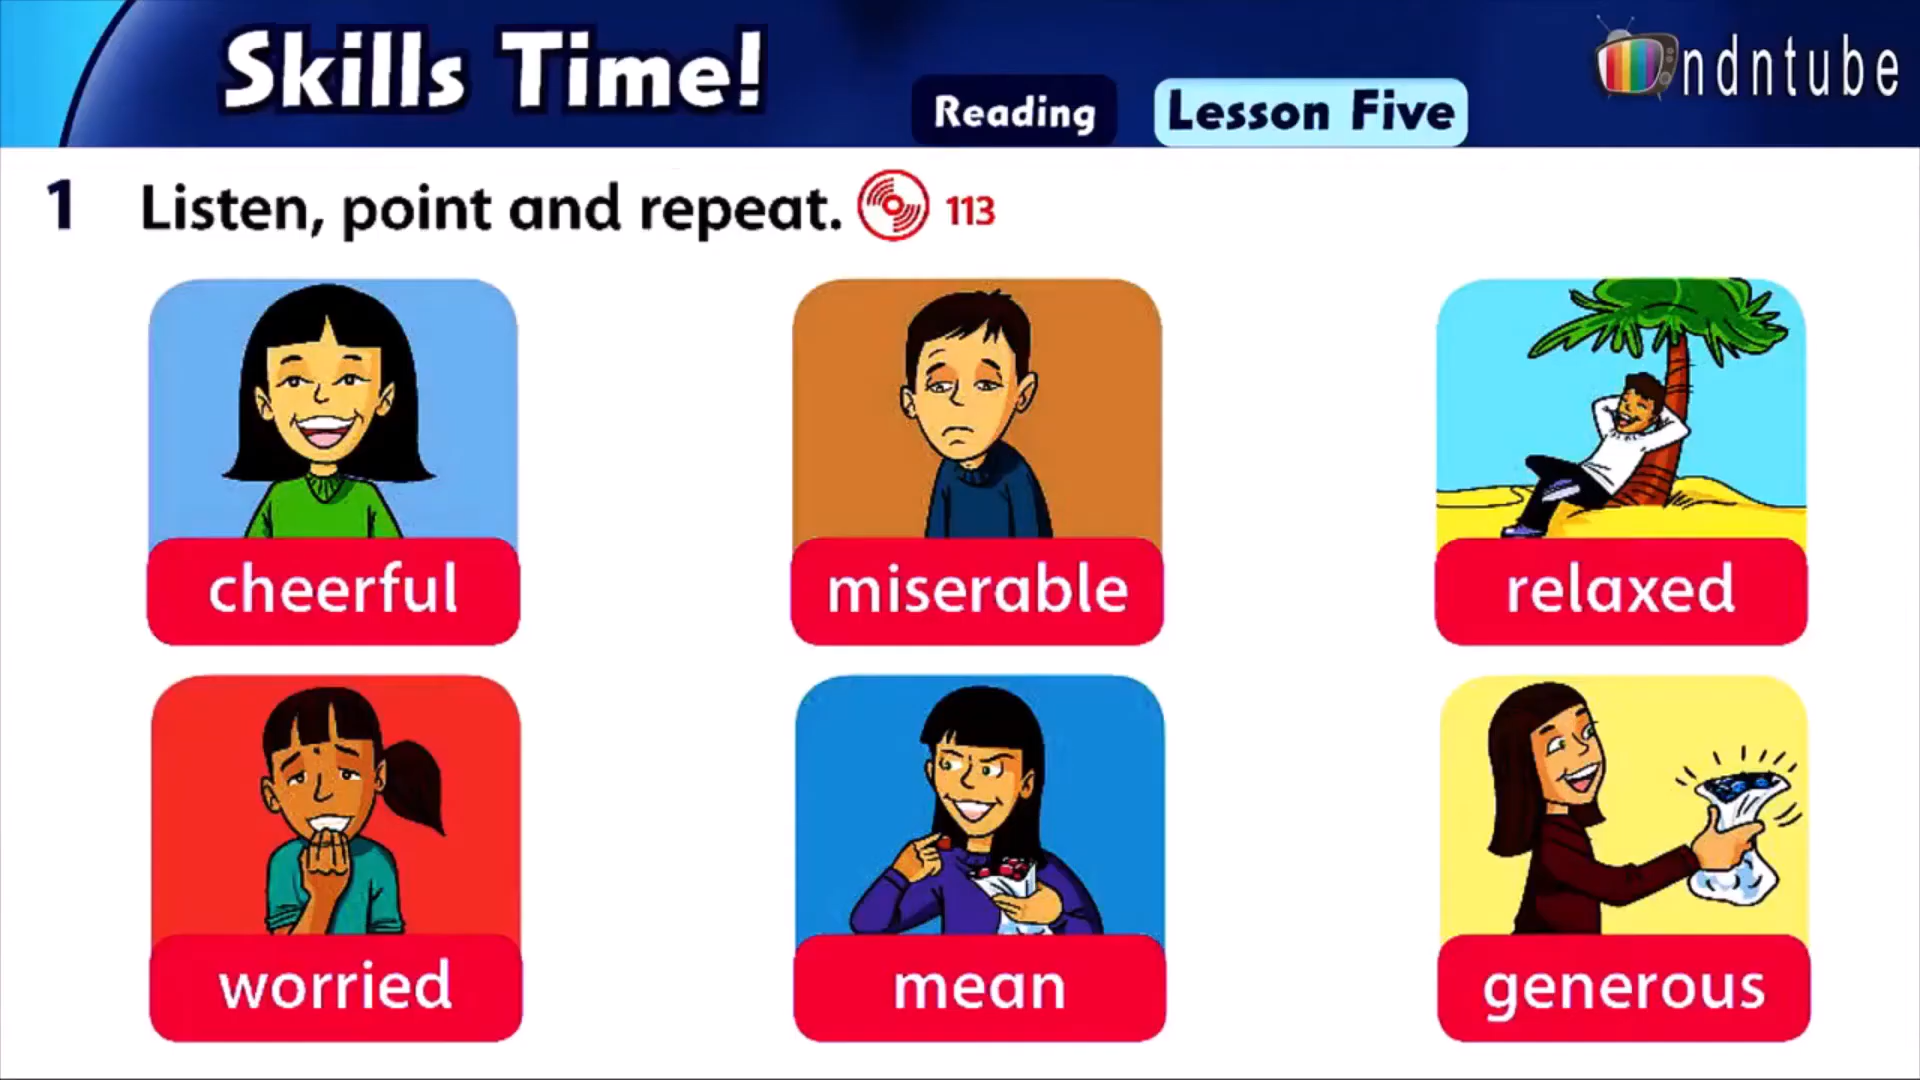 Skills Time!
Reading
Lesson Five
ndntube
1 Listen, point and repeat. 113
cheerful
miserable
relaxed
worried
mean
generous